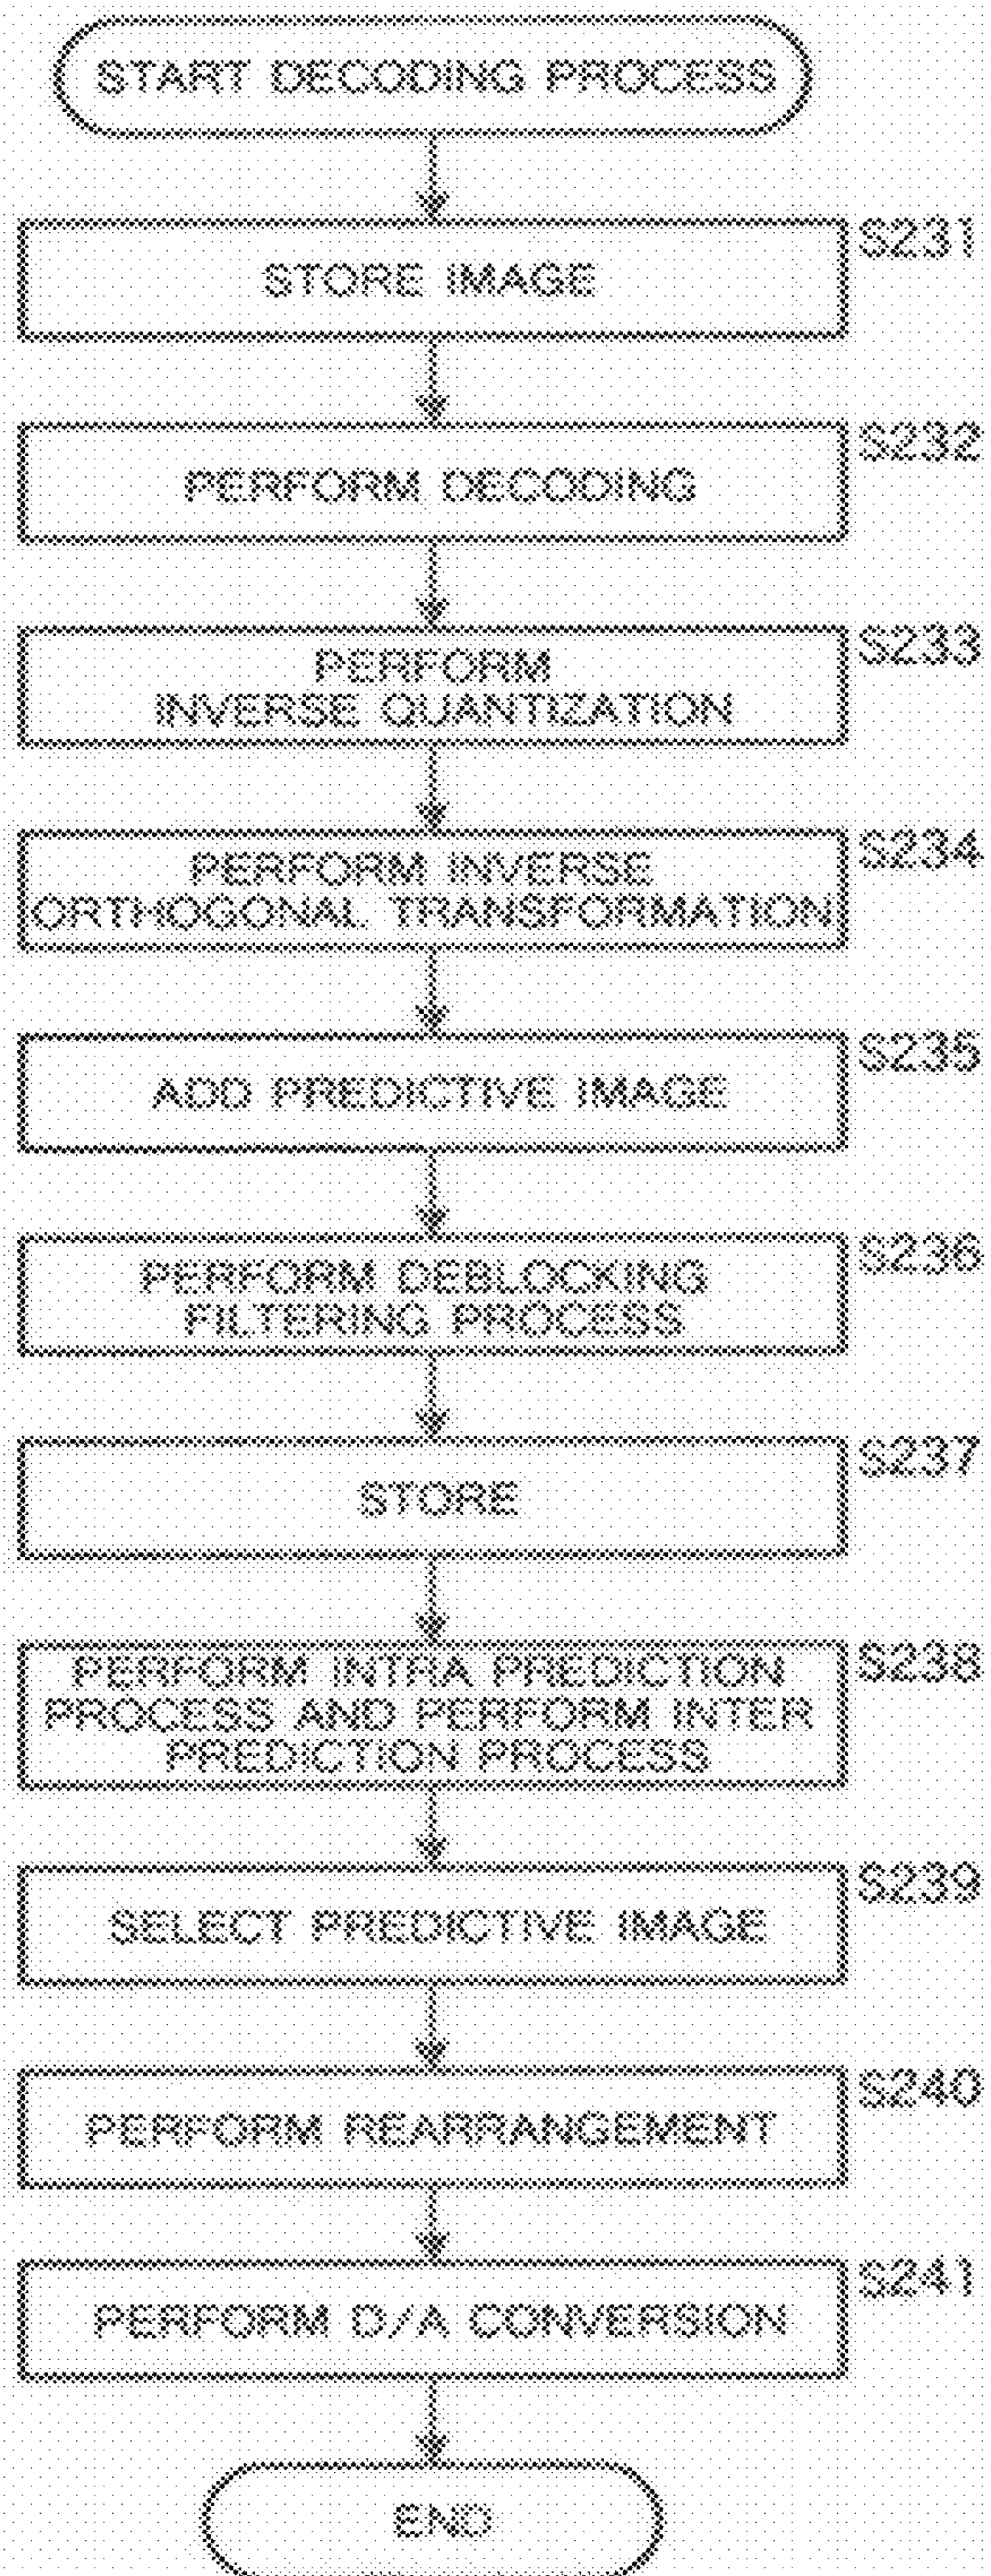 START DECODING PROCESS
S231
STORE IMAGE
S232
PERFORM DECODING
S233
PERFORM
INVERSE QUANTIZATION
S234
PERFORM INVERSE
ORTHOGONAL TRANSFORMATION
S235
ADD PREDICTIVE IMAGE
S236
PERFORM DEBLOCKING
FILTERING PROCESS
S237
STORE
S238
PERFORM INTRA PREDICTION
PROCESS AND PERFORM INTER
PREDICTION PROCESS
S239
SELECT PREDICTIVE IMAGE
S240
PERFORM REARRANGEMENT
S241
PERFORM D/A CONVERSION
END